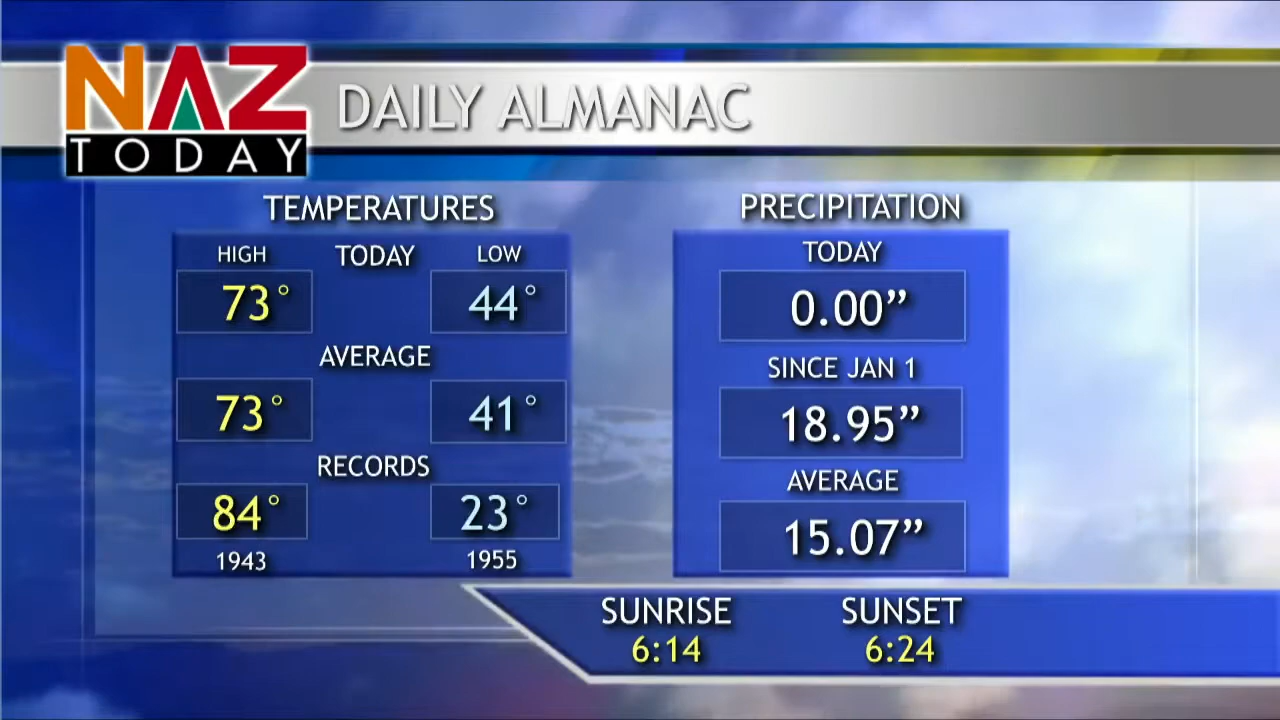 NAZ
TODAY
DAILY ALMANAC
TEMPERATURES
HIGH TODAY LOW
73° 44°
AVERAGE
73° 41°
RECORDS
84° 23°
1943 1955
PRECIPITATION
TODAY
0.00”
SINCE JAN 1
18.95”
AVERAGE
15.07”
SUNRISE SUNSET
6:14 6:24